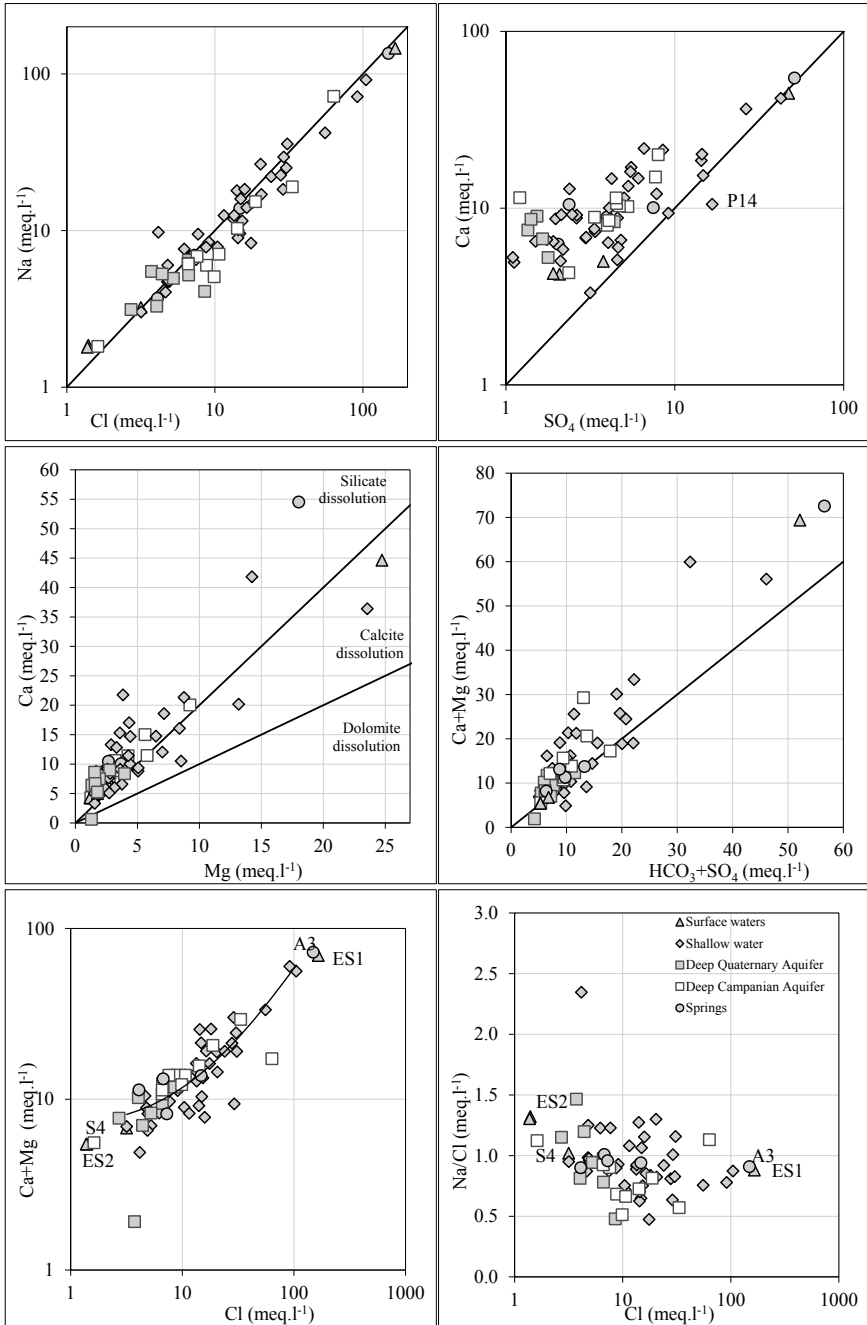 100
10
1
1
10
100
Na (meq.l-1)
Cl (meq.l-1)
100
10
1
1
10
100
Ca (meq.l-1)
SO4 (meq.l-1)
P14
60
55
50
45
40
35
30
25
20
15
10
5
0
0
5
10
15
20
25
Ca (meq.l-1)
Mg (meq.l-1)
Silicate
dissolution
Calcite
dissolution
Dolomite
dissolution
80
70
60
50
40
30
20
10
0
0
10
20
30
40
50
60
Ca+Mg (meq.l-1)
HCO3+SO4 (meq.l-1)
100
10
1
1
10
100
1000
Ca+Mg (meq.l-1)
Cl (meq.l-1)
A3
ES1
S4
ES2
3.0
2.5
2.0
1.5
1.0
0.5
0.0
1
10
100
1000
Na/Cl (meq.l-1)
Cl (meq.l-1)
Surface waters
Shallow water
Deep Quaternary Aquifer
Deep Campanian Aquifer
Springs
ES2
S4
A3
ES1